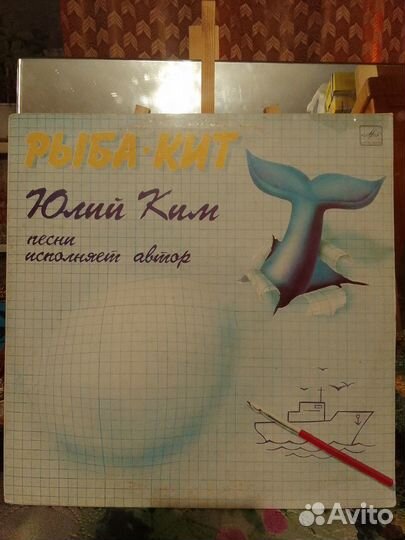 РЫБА·КИТ
Юлий Ким
песни
исполняет автор
Avito